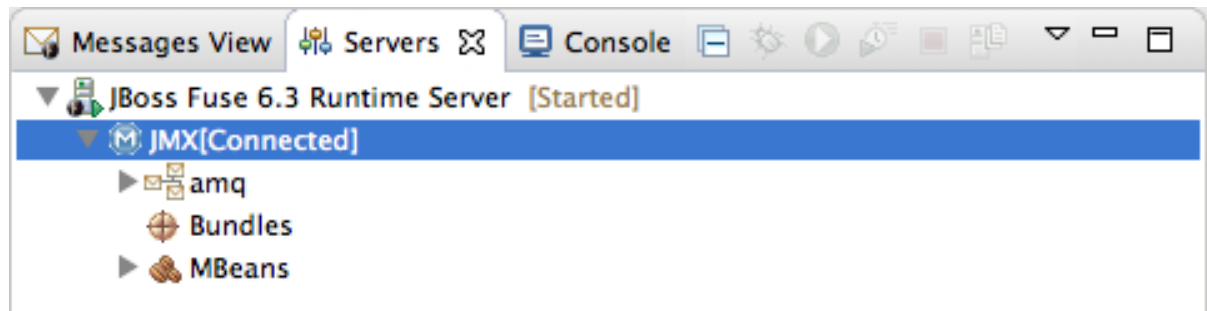 Messages View Servers Console
JBoss Fuse 6.3 Runtime Server [Started]
JMX[Connected]
amq
Bundles
MBeans